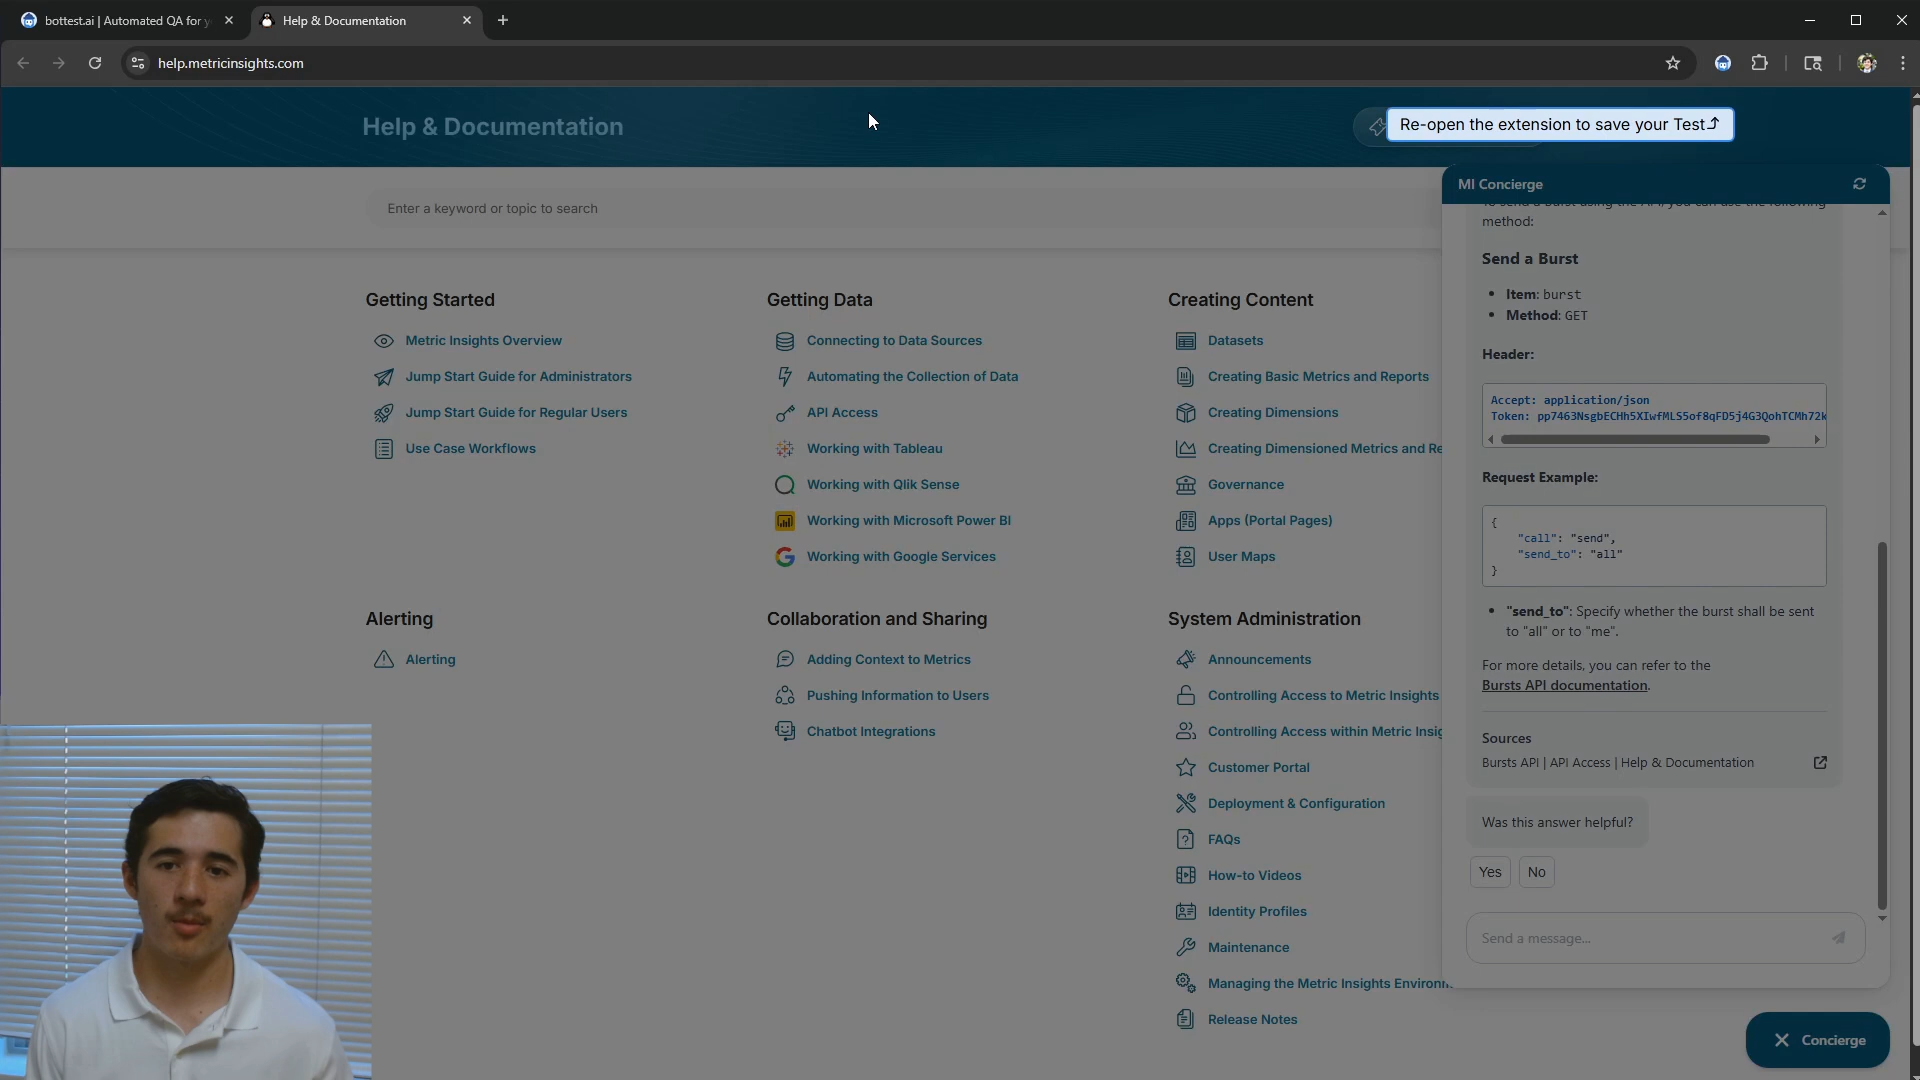 bottest.ai | Automated QA for y
Help & Documentation
help.metricinsights.com
Help & Documentation
Re-open the extension to save your Test⤴
Enter a keyword or topic to search
Getting Started
Metric Insights Overview
Jump Start Guide for Administrators
Jump Start Guide for Regular Users
Use Case Workflows
Getting Data
Connecting to Data Sources
Automating the Collection of Data
API Access
Working with Tableau
Working with Qlik Sense
Working with Microsoft Power BI
Working with Google Services
Creating Content
Datasets
Creating Basic Metrics and Reports
Creating Dimensions
Creating Dimensioned Metrics and Re
Governance
Apps (Portal Pages)
User Maps
Alerting
Alerting
Collaboration and Sharing
Adding Context to Metrics
Pushing Information to Users
Chatbot Integrations
System Administration
Announcements
Controlling Access to Metric Insights
Controlling Access within Metric Insig
Customer Portal
Deployment & Configuration
FAQs
How-to Videos
Identity Profiles
Maintenance
Managing the Metric Insights Environm
Release Notes
MI Concierge
To send a burst using the API, you can use the following
method:
Send a Burst
• Item: burst
• Method: GET
Header:
Accept: application/json
Token: pp7463NsgbECHh5XIwfMLS5of8qFD5j4G3QohTCMh72k
Request Example:
{
"call": "send",
"send_to": "all"
}
• "send_to": Specify whether the burst shall be sent
to "all" or to "me".
For more details, you can refer to the
Bursts API documentation.
Sources
Bursts API | API Access | Help & Documentation
Was this answer helpful?
Yes
No
Send a message...
Concierge